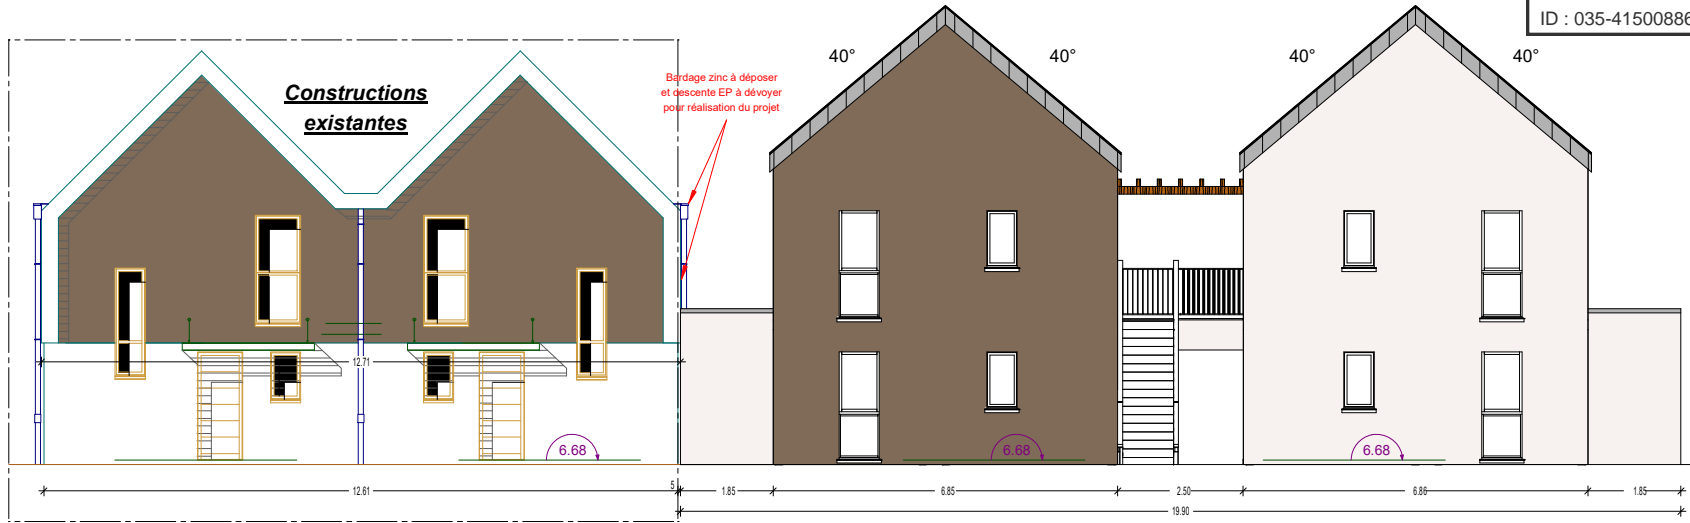 ID : 035-41500886
40°
40°
40°
40°
Constructions
existantes
Bardage zinc à déposer
et descente EP à dévoyer
pour réalisation du projet
12.71
6.68
6.68
6.68
12.61
5
1.85
6.85
2.50
6.86
1.85
19.90